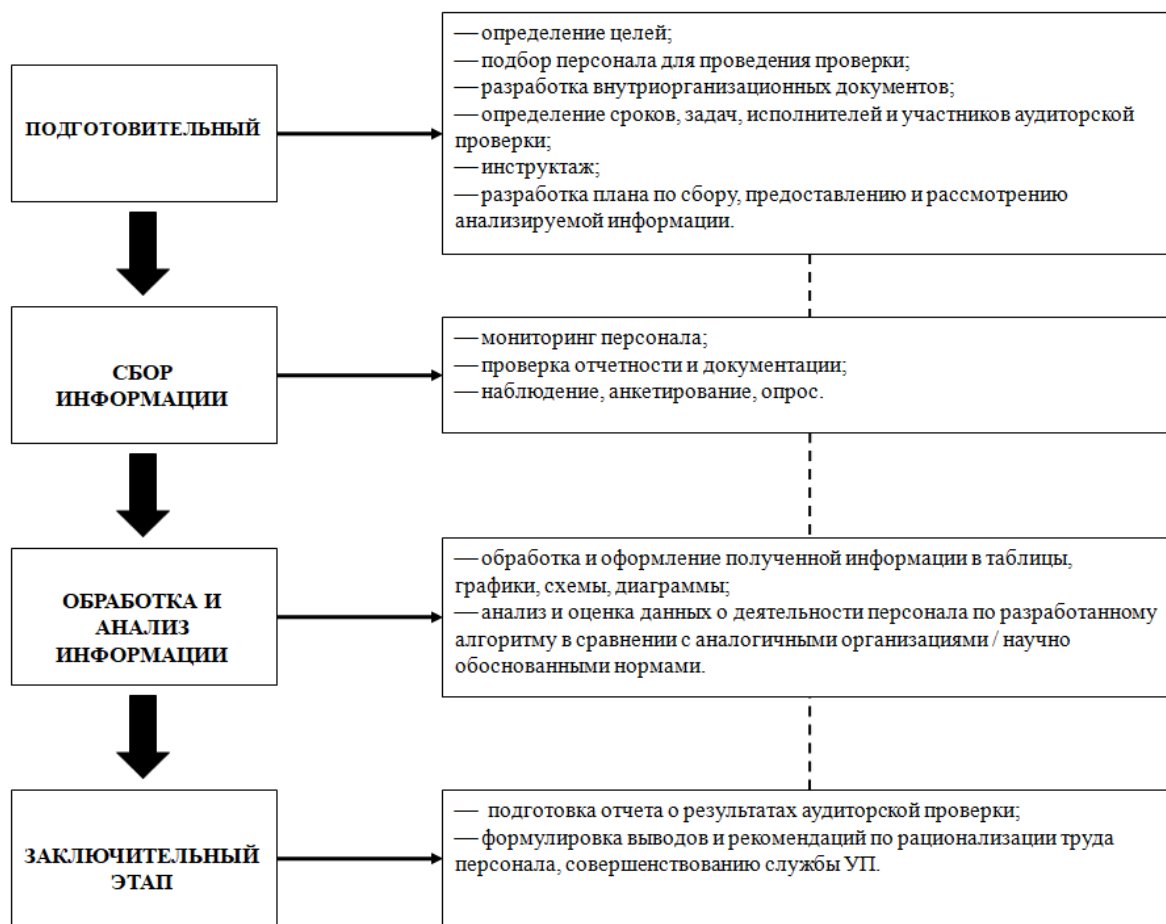 ПОДГОТОВИТЕЛЬНЫЙ
— определение целей;
— подбор персонала для проведения проверки;
— разработка внутриорганизационных документов;
— определение сроков, задач, исполнителей и участников аудиторской
проверки;
— инструктаж;
— разработка плана по сбору, предоставлению и рассмотрению
анализируемой информации.
СБОР
ИНФОРМАЦИИ
— мониторинг персонала;
— проверка отчетности и документации;
— наблюдение, анкетирование, опрос.
ОБРАБОТКА И
АНАЛИЗ
ИНФОРМАЦИИ
— обработка и оформление полученной информации в таблицы,
графики, схемы, диаграммы;
— анализ и оценка данных о деятельности персонала по разработанному
алгоритму в сравнении с аналогичными организациями / научно
обоснованными нормами.
ЗАКЛЮЧИТЕЛЬНЫЙ
ЭТАП
— подготовка отчета о результатах аудиторской проверки;
— формулировка выводов и рекомендаций по рационализации труда
персонала, совершенствованию службы УП.